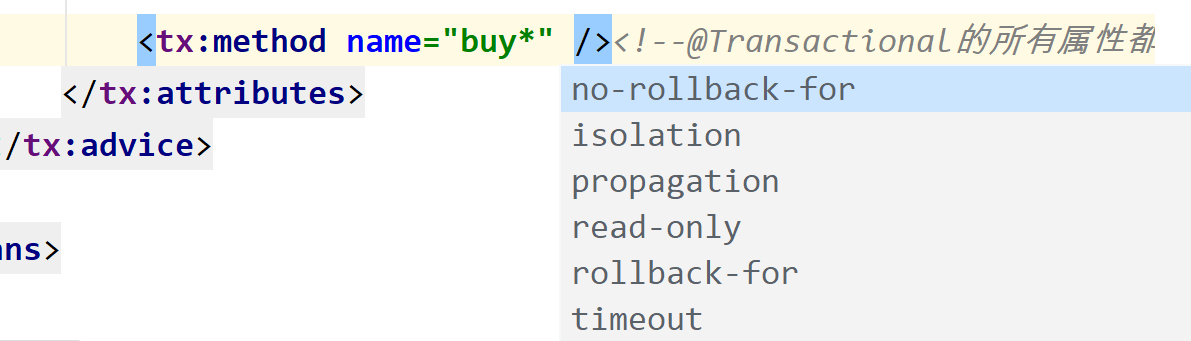 <tx:method name="buy*" /><!--@Transactional的所有属性都
no-rollback-for
</tx:attributes>
isolation
/tx:advice>
propagation
read-only
ns>
rollback-for
timeout